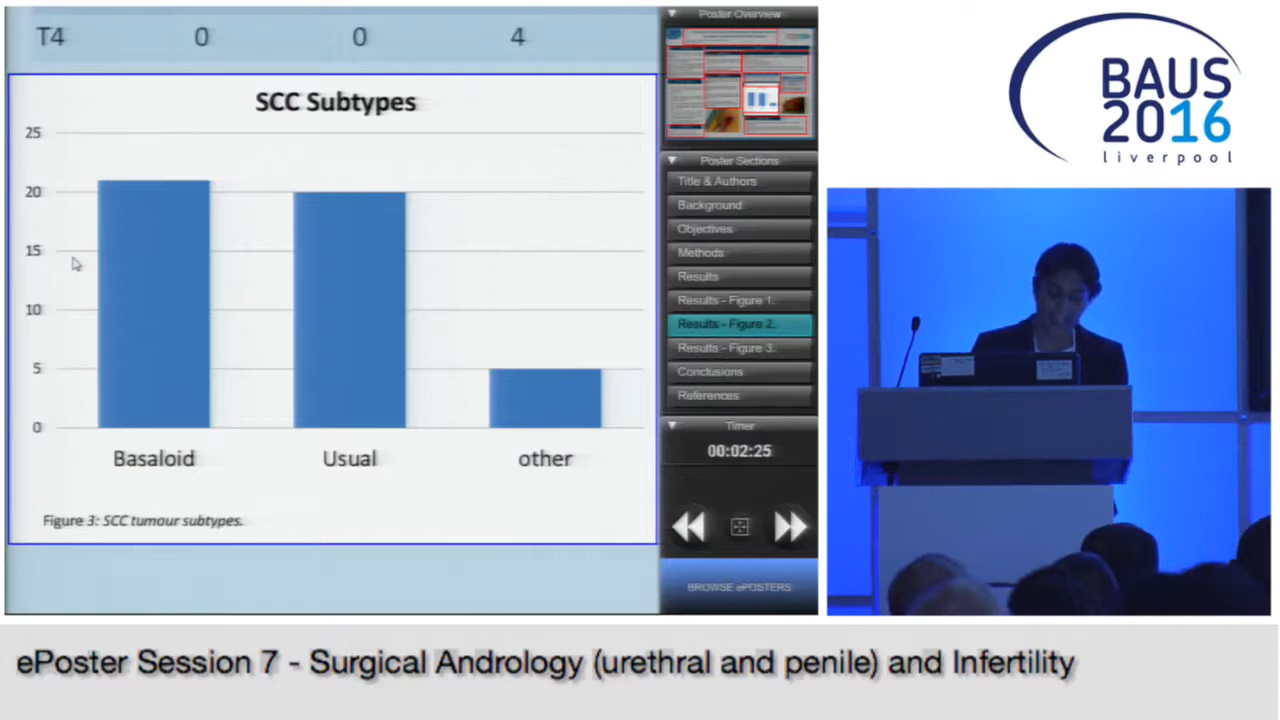 T4 0 0 4
SCC Subtypes
25
20
15
10
5
0
Basaloid Usual other
Figure 3: SCC tumour subtypes.
Poster Overview
Poster Sections
Title & Authors
Background
Objectives
Methods
Results
Results - Figure 1.
Results - Figure 2.
Results - Figure 3.
Conclusions
References
Timer
00:02:25
BROWSE ePOSTERS
BAUS
2016
liverpool
ePoster Session 7 - Surgical Andrology (urethral and penile) and Infertility